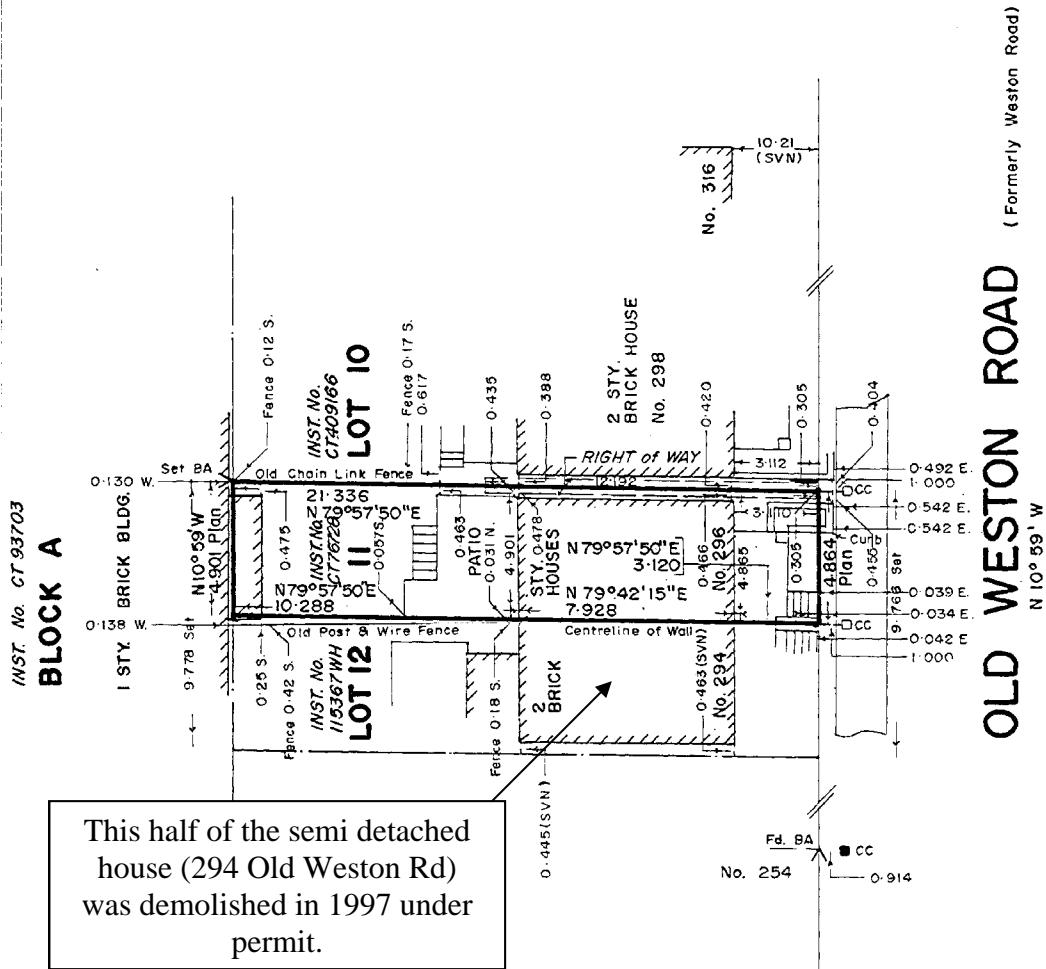 INST. No. CT 93703
BLOCK A
1 STY. BRICK BLDG.
Set BA
0·130 W.
0·138 W.
9·778 Set
N10°59'W
4·901 Plan
Fence 0·12 S.
INST. No.
CT409166
LOT 10
Fence 0·17 S.
0·617
0·435
0·388
2 STY.
BRICK HOUSE
No. 298
0·420
No. 316
10·21
(SVN)
0·305
0·404
Old Chain Link Fence
RIGHT of WAY
12·192
3·112
21·336
N79°57'50"E
0·475
INST. No.
CT76728
11
0·057S.
N79°57'50"E
10·288
0·463
PATIO
0·031 N.
4·901
0·478
STY.
HOUSES
N79°57'50"E
3·120
N 79°42'15"E
7·928
0·466
No. 296
4·865
3·110
0·305
4·864
Plan
0·455
Curb
CC
CC
0·492 E.
1·000
0·542 E.
0·542 E.
9·766 Set
0·039 E.
0·034 E.
0·042 E.
1·000
Old Post & Wire Fence
Centreline of Wall
0·25 S.
Fence 0·42 S.
INST. No.
115367WH
LOT 12
Fence 0·18 S.
2
BRICK
0·463(SVN)
No. 294
0·445(SVN)
Fd. BA
CC
No. 254
0·914
OLD WESTON ROAD
(Formerly Weston Road)
N 10° 59' W
This half of the semi detached
house (294 Old Weston Rd)
was demolished in 1997 under
permit.